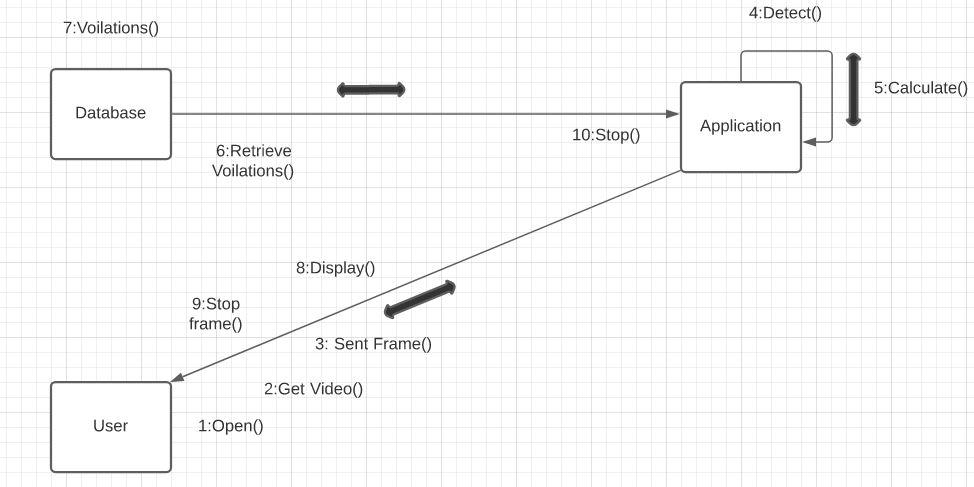 4:Detect()
7:Voilations()
5:Calculate()
Database
Application
10:Stop()
6:Retrieve
Voilations()
8:Display()
9:Stop
frame()
3: Sent Frame()
2:Get Video()
User
1:Open()